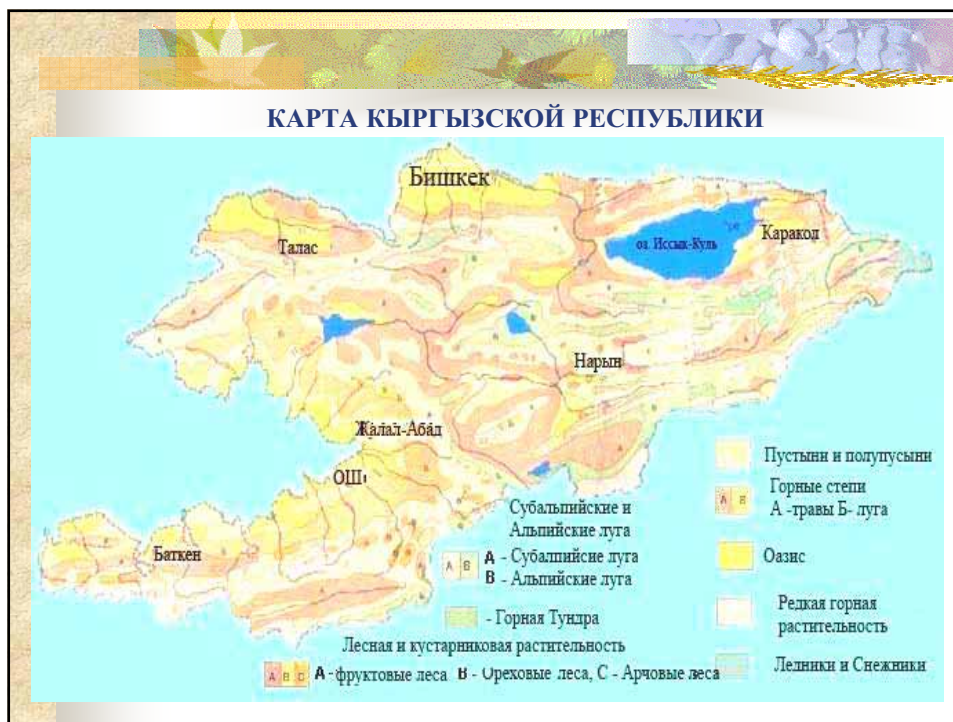 КАРТА КЫРГЫЗСКОЙ РЕСПУБЛИКИ
Бишкек
Талас
оз. Иссык-Куль
Каракод
Нарын
Жалал-Абад
ОШ
Баткен
Субальпийские и
Альпийские луга
А В А - Субалпийсие луга
В - Альпийские луга
- Горная Тундра
Лесная и кустарниковая растительность
А В С А - фруктовые леса В - Ореховые леса, С - Арчовые леса
Пустыни и полупусыни
А В Горные степи
А -травы Б- луга
Оазис
Редкая горная
растительность
Ледники и Снежники